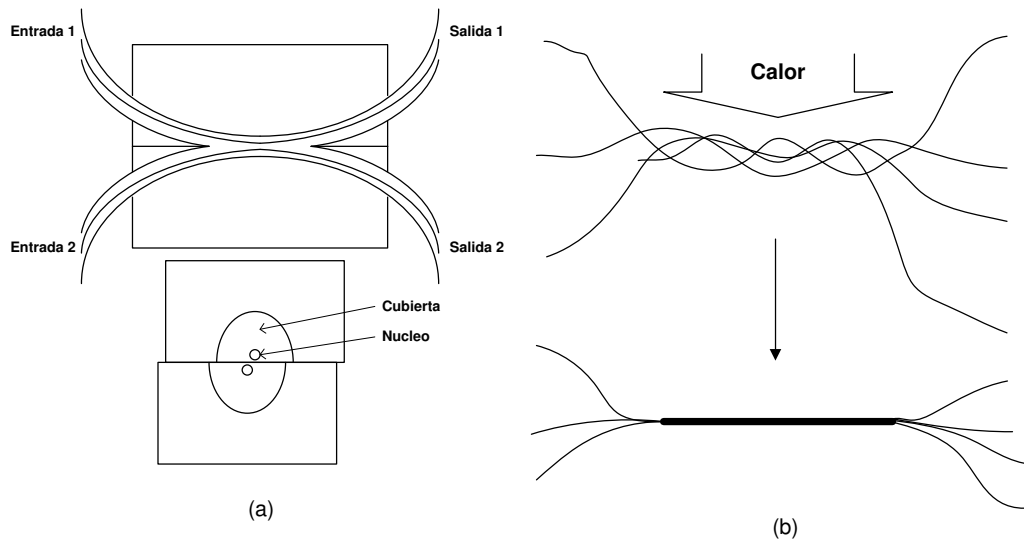 Entrada 1
Salida 1
Entrada 2
Salida 2
Cubierta
Nucleo
(a)
Calor
(b)